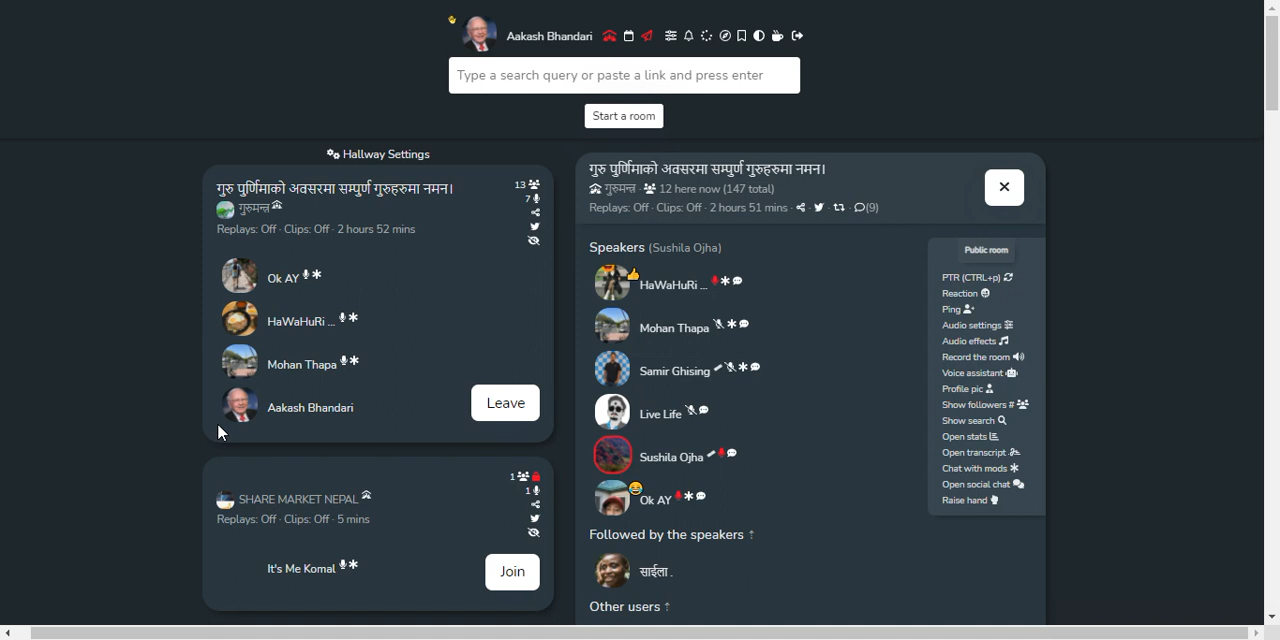 Aakash Bhandari
Type a search query or paste a link and press enter
Start a room
Hallway Settings
गुरु पुर्णिमाको अवसरमा सम्पुर्ण गुरुहरुमा नमन।
गुरुमन्त्र
Replays: Off · Clips: Off · 2 hours 52 mins
13
7
Ok AY
HaWaHuRi ...
Mohan Thapa
Aakash Bhandari
Leave
SHARE MARKET NEPAL
Replays: Off · Clips: Off · 5 mins
1
1
It's Me Komal
Join
गुरु पुर्णिमाको अवसरमा सम्पुर्ण गुरुहरुमा नमन।
गुरुमन्त्र · 12 here now (147 total)
Replays: Off · Clips: Off · 2 hours 51 mins · (9)
Speakers (Sushila Ojha)
HaWaHuRi ...
Mohan Thapa
Samir Ghising
Live Life
Sushila Ojha
Ok AY
Followed by the speakers ↑
साईला .
Other users ↑
Public room
PTR (CTRL+p)
Reaction
Ping
Audio settings
Audio effects
Record the room
Voice assistant
Profile pic
Show followers #
Show search
Open stats
Open transcript
Chat with mods
Open social chat
Raise hand